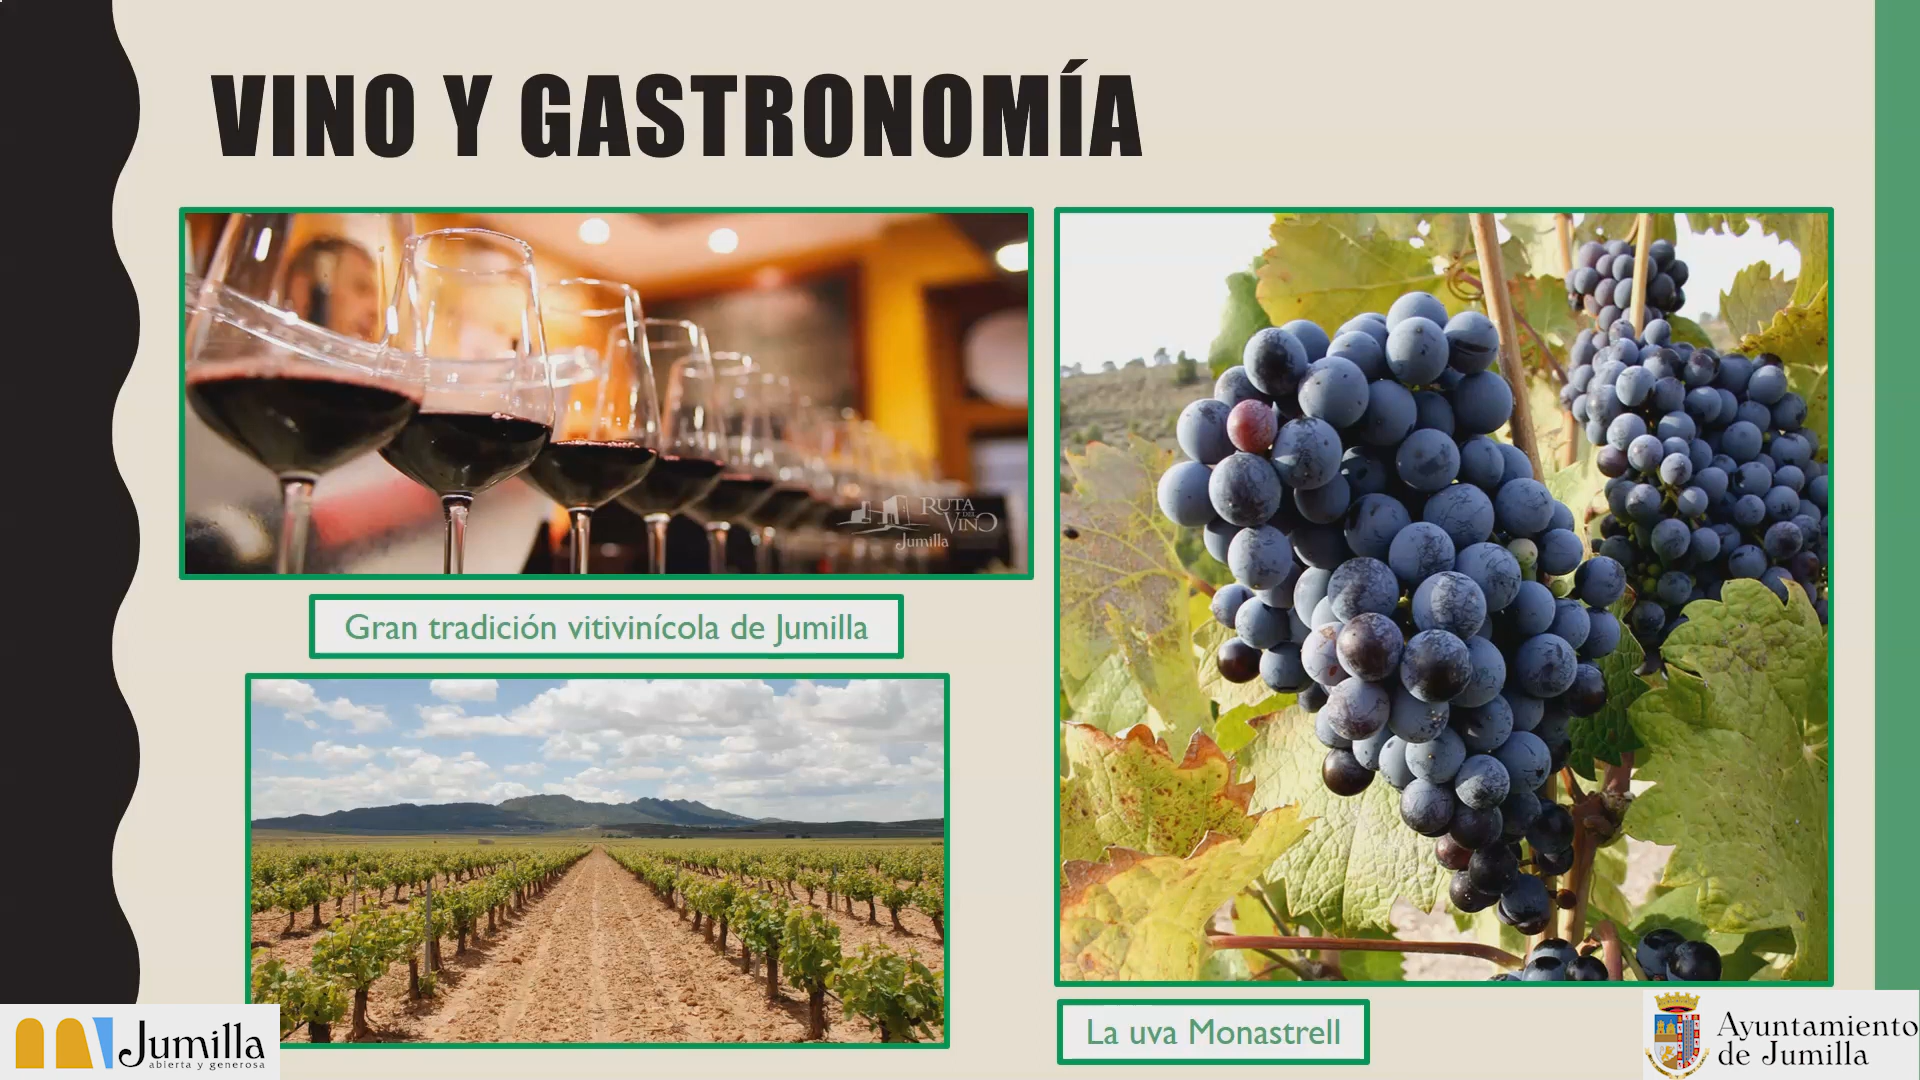 VINO Y GASTRONOMÍA
RUTA
DEL
VINO
Jumilla
Gran tradición vitivinícola de Jumilla
La uva Monastrell
Jumilla
abierta y generosa
Ayuntamiento
de Jumilla